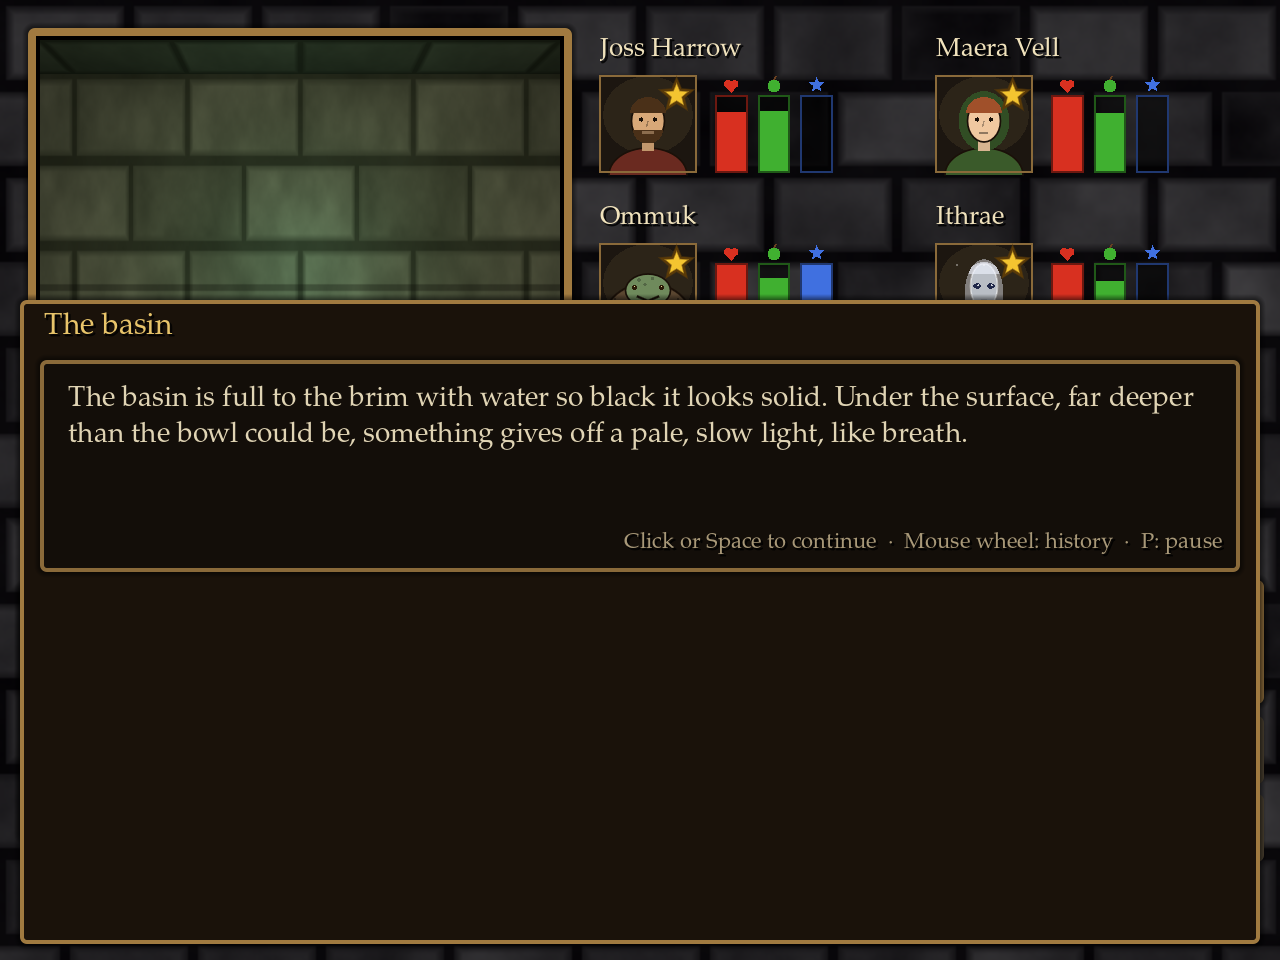 Joss Harrow
Maera Vell
Ommuk
Ithrae
The basin
The basin is full to the brim with water so black it looks solid. Under the surface, far deeper
than the bowl could be, something gives off a pale, slow light, like breath.
Click or Space to continue · Mouse wheel: history · P: pause